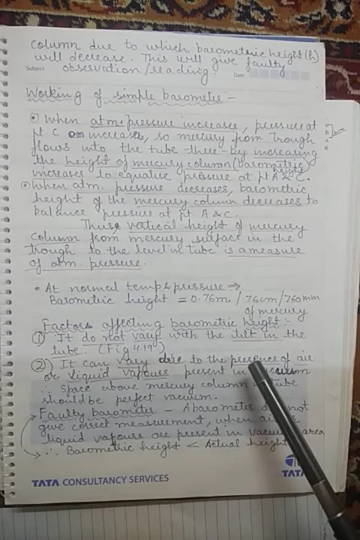 column due to which barometric height (h)
will decrease. This will give faulty
Subject observation/reading Date
Working of simple barometer -
When atm. pressure increases, pressure at
pt C increases, so mercury from trough
flows into the tube there-by increasing
the height of mercury column (barometric)
increases to equalise pressure at pt A & C.
When atm. pressure decreases, barometric
height of the mercury column decreases to
balance pressure at pt A & C.
Thus vertical height of mercury
column from mercury surface in the
trough to the level in tube is a measure
of atm. pressure.
At normal temp & pressure ⇒
Barometric height = 0.76m / 76cm / 760mm
of mercury
Factors affecting barometric height =
① It do not vary with the tilt in the
tube. (Fig 4.19)
② It can vary due to the presence of air
or liquid vapours present in
Space above mercury column tube
should be perfect vacuum.
Faulty barometer - A barometer not
give correct measurement, when
liquid vapours are present in area
∴ Barometric height < Actual height
TATA CONSULTANCY SERVICES
TATA